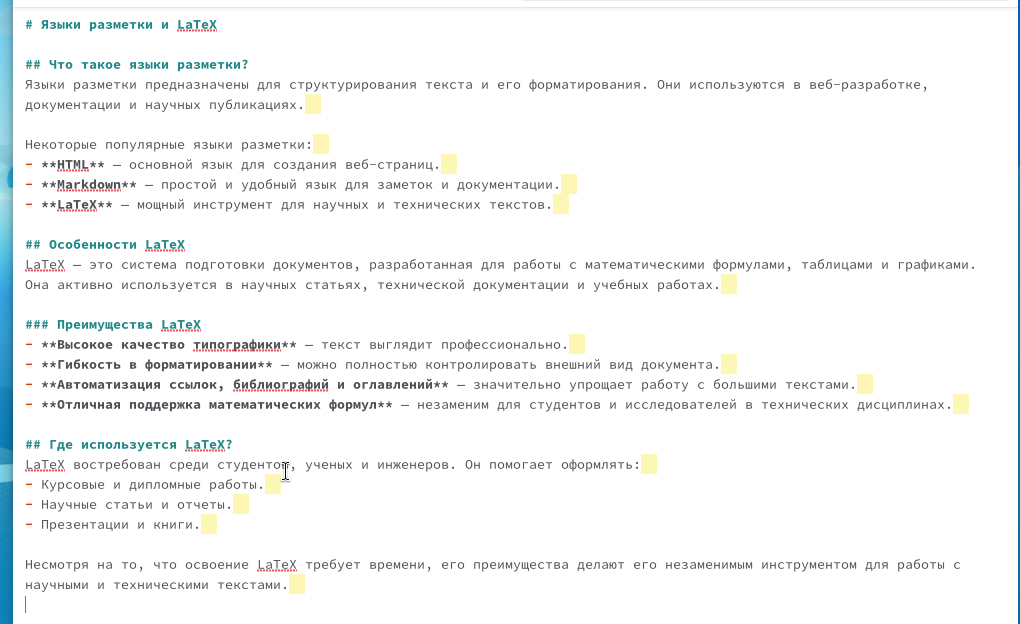 # Языки разметки и LaTeX
## Что такое языки разметки?
Языки разметки предназначены для структурирования текста и его форматирования. Они используются в веб-разработке,
документации и научных публикациях.
Некоторые популярные языки разметки:
- **HTML** — основной язык для создания веб-страниц.
- **Markdown** — простой и удобный язык для заметок и документации.
- **LaTeX** — мощный инструмент для научных и технических текстов.
## Особенности LaTeX
LaTeX — это система подготовки документов, разработанная для работы с математическими формулами, таблицами и графиками.
Она активно используется в научных статьях, технической документации и учебных работах.
### Преимущества LaTeX
- **Высокое качество типографики** — текст выглядит профессионально.
- **Гибкость в форматировании** — можно полностью контролировать внешний вид документа.
- **Автоматизация ссылок, библиографий и оглавлений** — значительно упрощает работу с большими текстами.
- **Отличная поддержка математических формул** — незаменим для студентов и исследователей в технических дисциплинах.
## Где используется LaTeX?
LaTeX востребован среди студентов, ученых и инженеров. Он помогает оформлять:
- Курсовые и дипломные работы.
- Научные статьи и отчеты.
- Презентации и книги.
Несмотря на то, что освоение LaTeX требует времени, его преимущества делают его незаменимым инструментом для работы с
научными и техническими текстами.